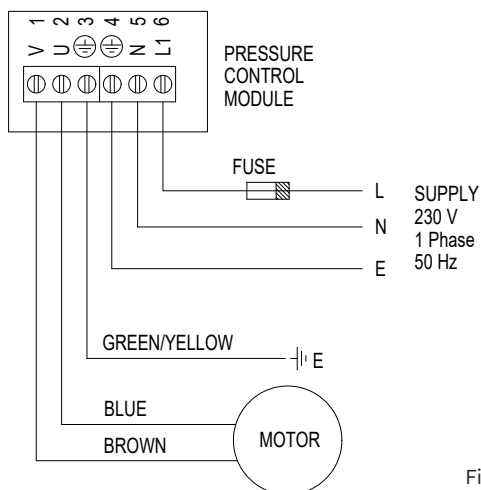 1 2 3 4 5 6
V U N L1
PRESSURE
CONTROL
MODULE
FUSE
L
N
E
SUPPLY
230 V
1 Phase
50 Hz
GREEN/YELLOW
E
BLUE
BROWN
MOTOR
Fi